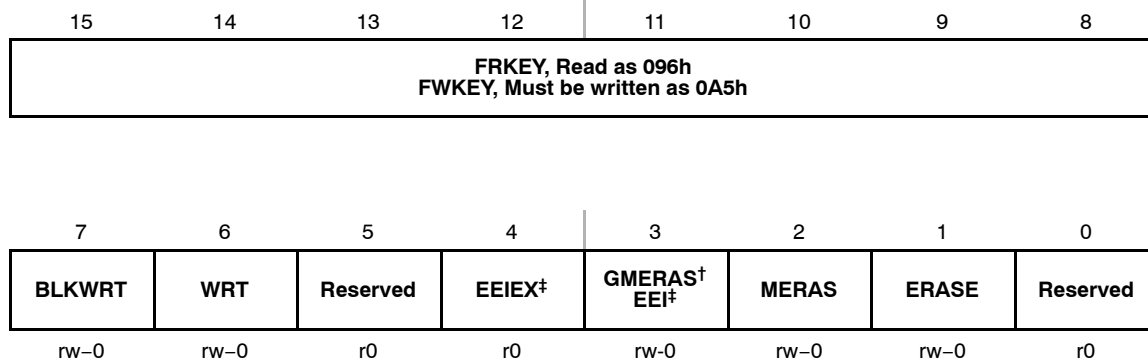 15 14 13 12 11 10 9 8
FRKEY, Read as 096h
FWKEY, Must be written as 0A5h
7 6 5 4 3 2 1 0
BLKWRT WRT Reserved EEIEX‡ GMERAS† EEI‡ MERAS ERASE Reserved
rw−0 rw−0 r0 r0 rw-0 rw−0 rw−0 r0